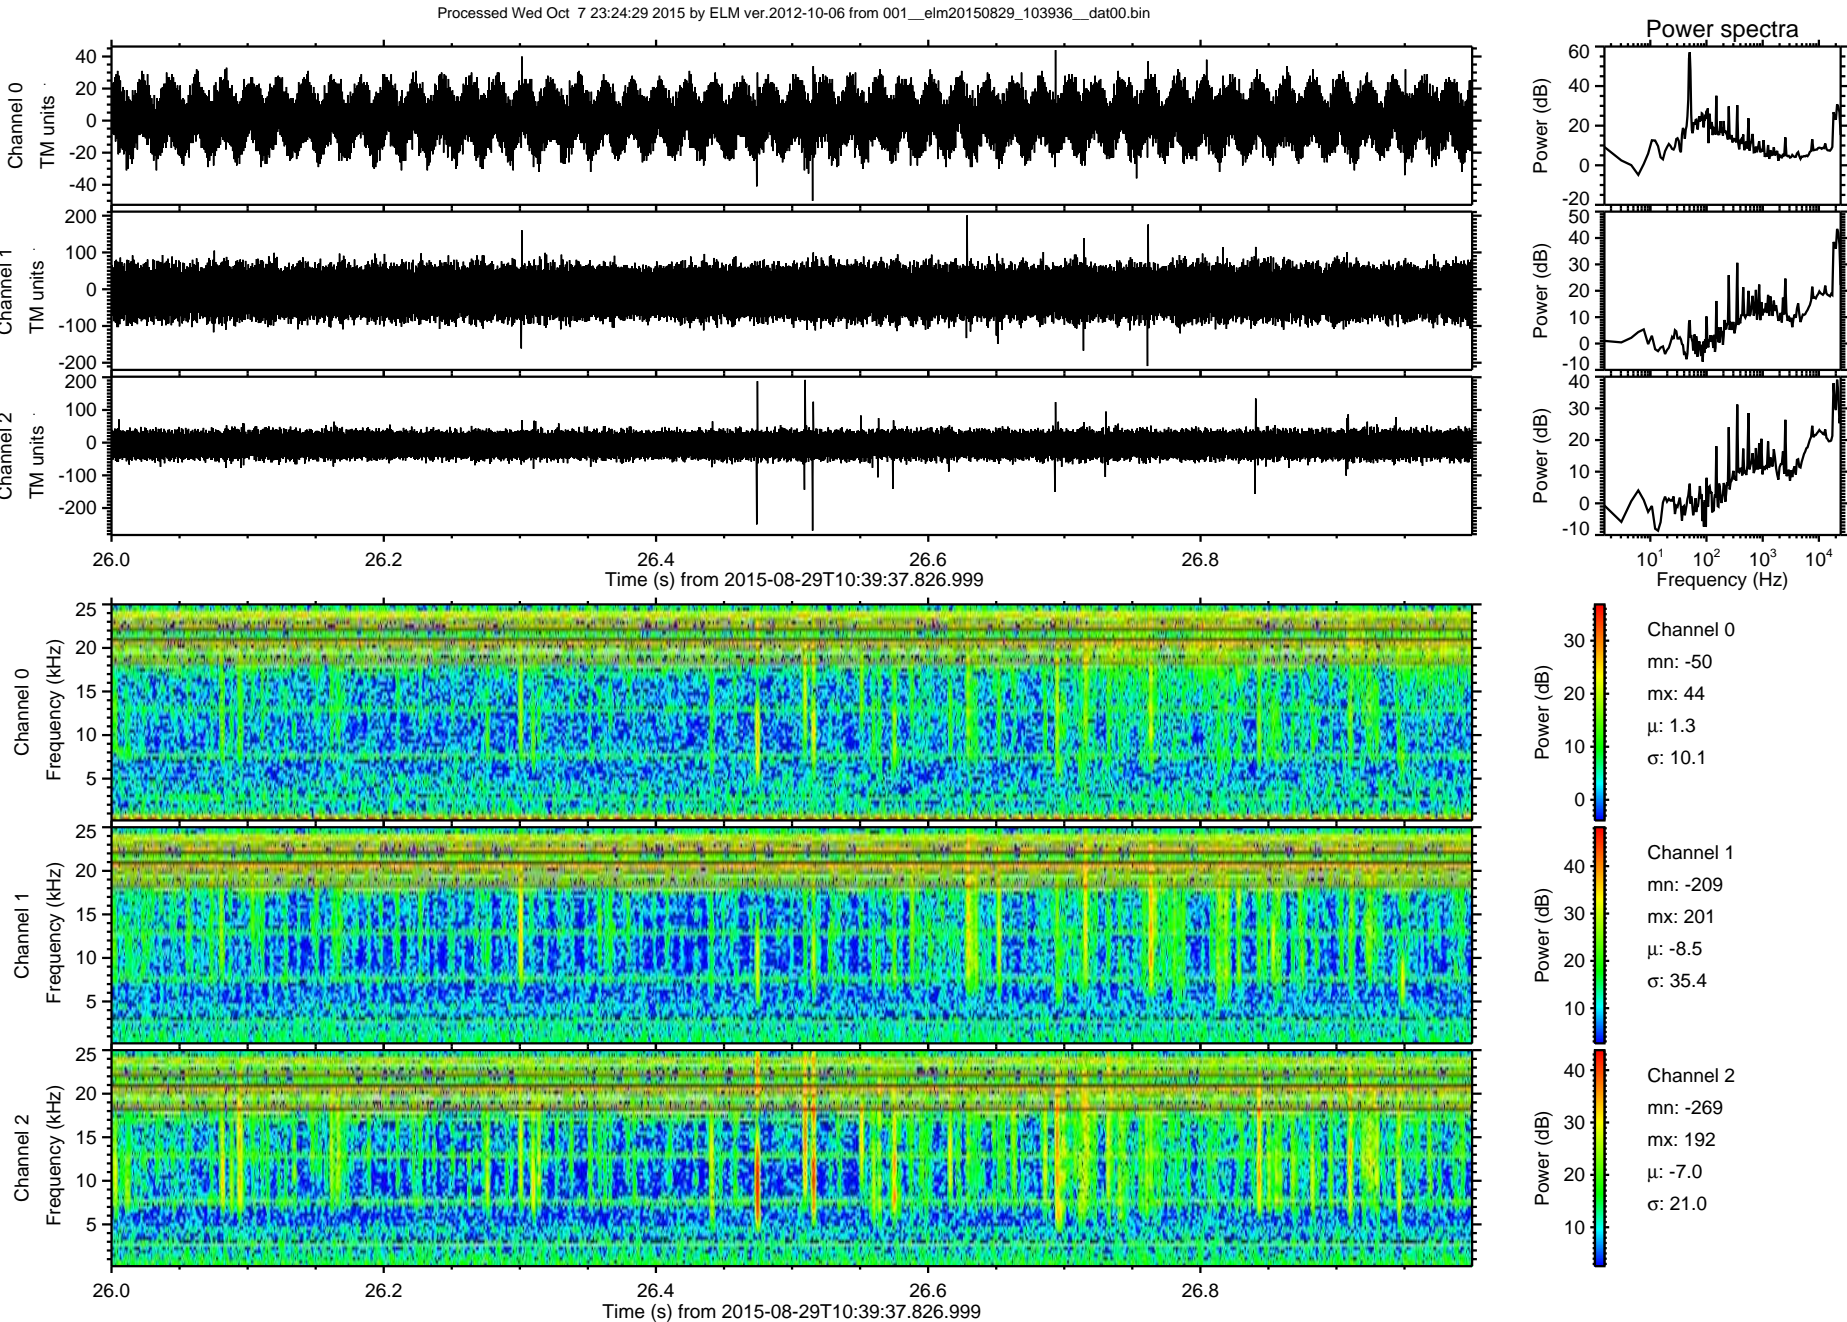 Processed Wed Oct  7 23:24:29 2015 by ELM ver.2012-10-06 from 001__elm20150829_103936__dat00.bin
Power spectra
Channel 0
TM units
40
20
0
-20
-40
Power (dB)
60
40
20
0
-20
Channel 1
TM units
200
100
0
-100
-200
Power (dB)
50
40
30
20
10
0
-10
Channel 2
TM units
200
100
0
-100
-200
Power (dB)
40
30
20
10
0
-10
26.0 26.2 26.4 26.6 26.8
Time (s) from 2015-08-29T10:39:37.826.999
10¹ 10² 10³ 10⁴
Frequency (Hz)
Channel 0
Frequency (kHz)
25
20
15
10
5
Power (dB)
30
20
10
0
Channel 0
mn: -50
mx: 44
μ: 1.3
σ: 10.1
Channel 1
Frequency (kHz)
25
20
15
10
5
Power (dB)
40
30
20
10
Channel 1
mn: -209
mx: 201
μ: -8.5
σ: 35.4
Channel 2
Frequency (kHz)
25
20
15
10
5
Power (dB)
40
30
20
10
Channel 2
mn: -269
mx: 192
μ: -7.0
σ: 21.0
26.0 26.2 26.4 26.6 26.8
Time (s) from 2015-08-29T10:39:37.826.999